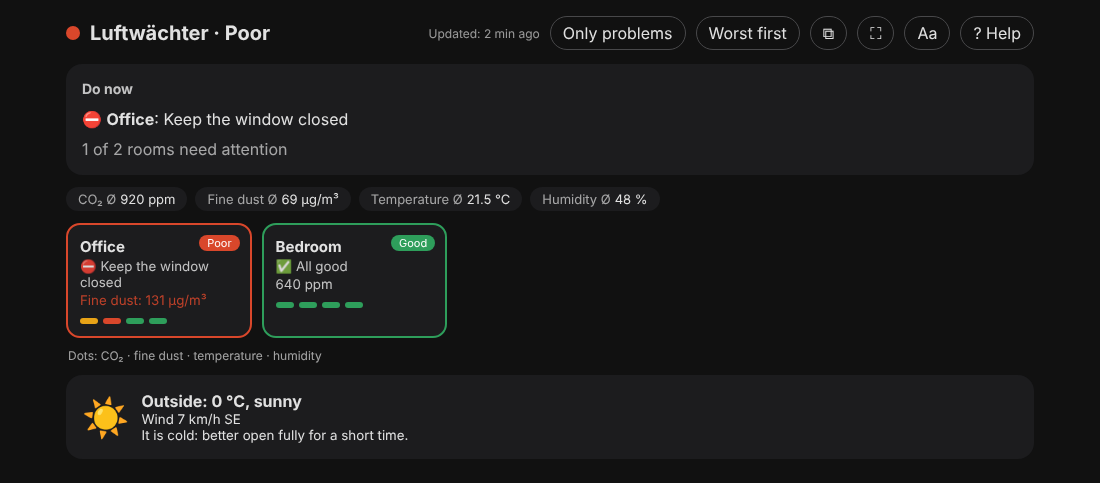 Luftwächter · Poor
Updated: 2 min ago
Only problems
Worst first
Aa
? Help
Do now
⛔ Office: Keep the window closed
1 of 2 rooms need attention
CO₂ Ø 920 ppm
Fine dust Ø 69 µg/m³
Temperature Ø 21.5 °C
Humidity Ø 48 %
Office
Poor
⛔ Keep the window
closed
Fine dust: 131 µg/m³
Bedroom
Good
✅ All good
640 ppm
Dots: CO₂ · fine dust · temperature · humidity
Outside: 0 °C, sunny
Wind 7 km/h SE
It is cold: better open fully for a short time.